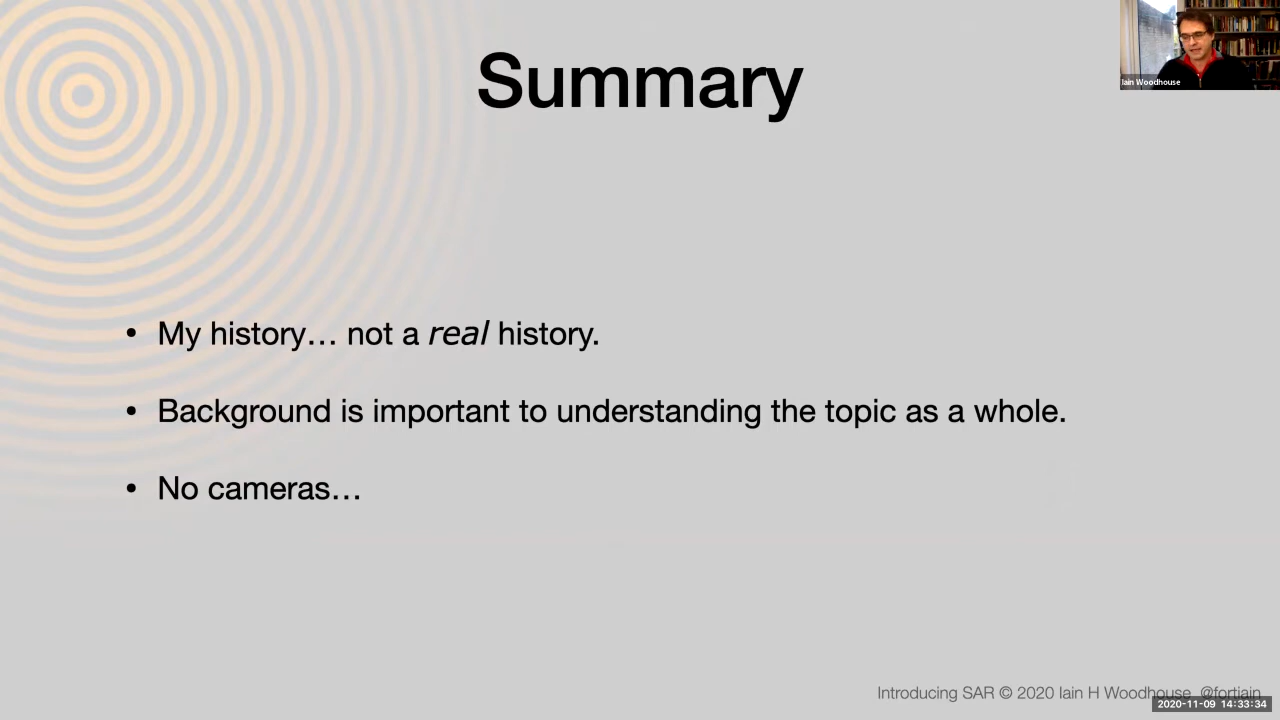 Summary
Iain Woodhouse
• My history… not a real history.
• Background is important to understanding the topic as a whole.
• No cameras…
Introducing SAR © 2020 Iain H Woodhouse @fortiain
2020-11-09 14:33:34